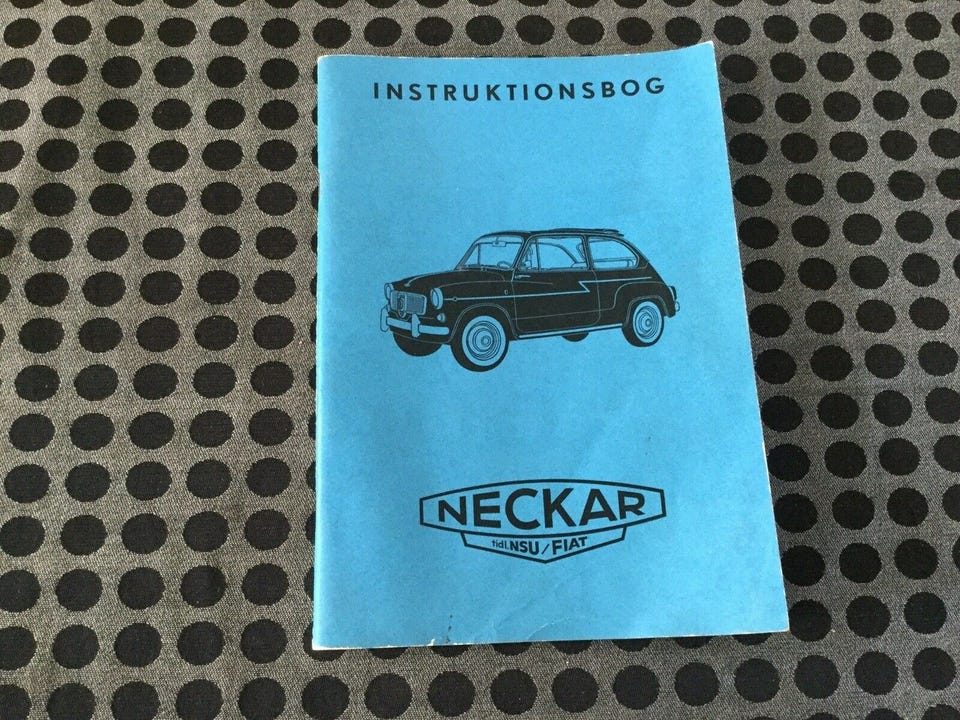 INSTRUKTIONSBOG
NECKAR
tidl. NSU/FIAT